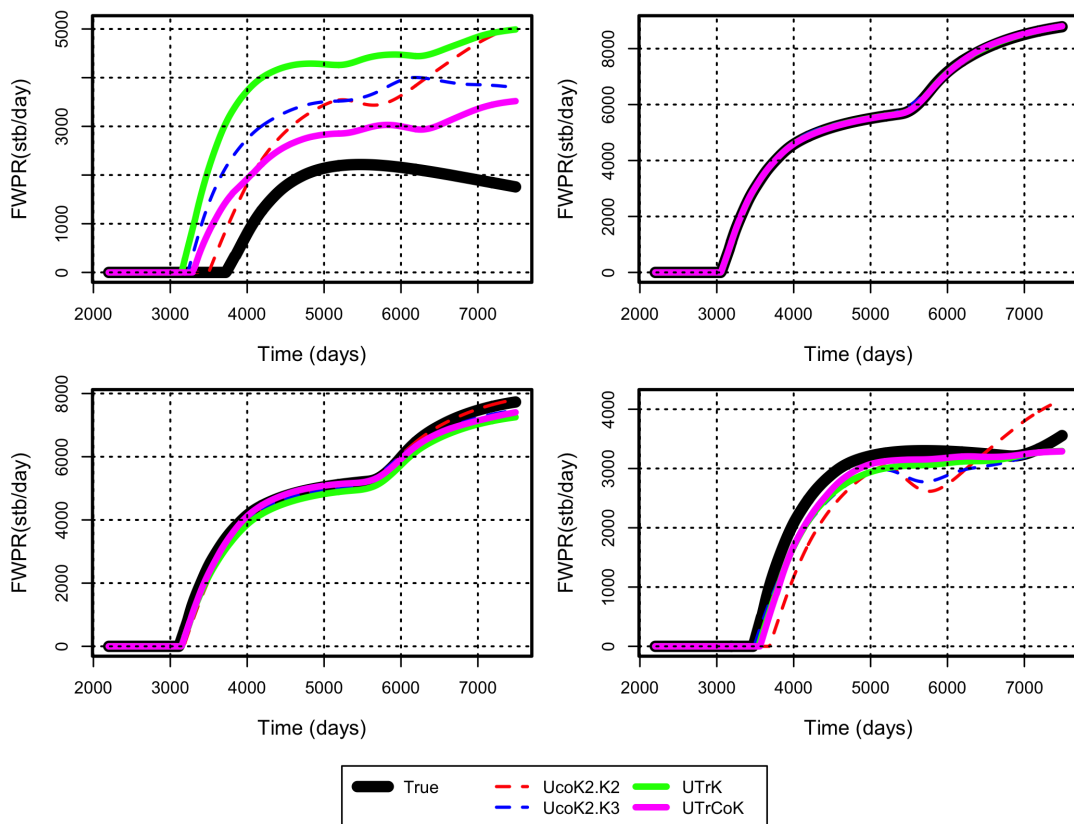 FWPR(stb/day)
5000
3000
1000
0
2000 3000 4000 5000 6000 7000
Time (days)
FWPR(stb/day)
8000
6000
4000
2000
0
2000 3000 4000 5000 6000 7000
Time (days)
FWPR(stb/day)
8000
6000
4000
2000
0
2000 3000 4000 5000 6000 7000
Time (days)
FWPR(stb/day)
4000
3000
2000
1000
0
2000 3000 4000 5000 6000 7000
Time (days)
True UcoK2.K2 UTrK
UcoK2.K3 UTrCoK